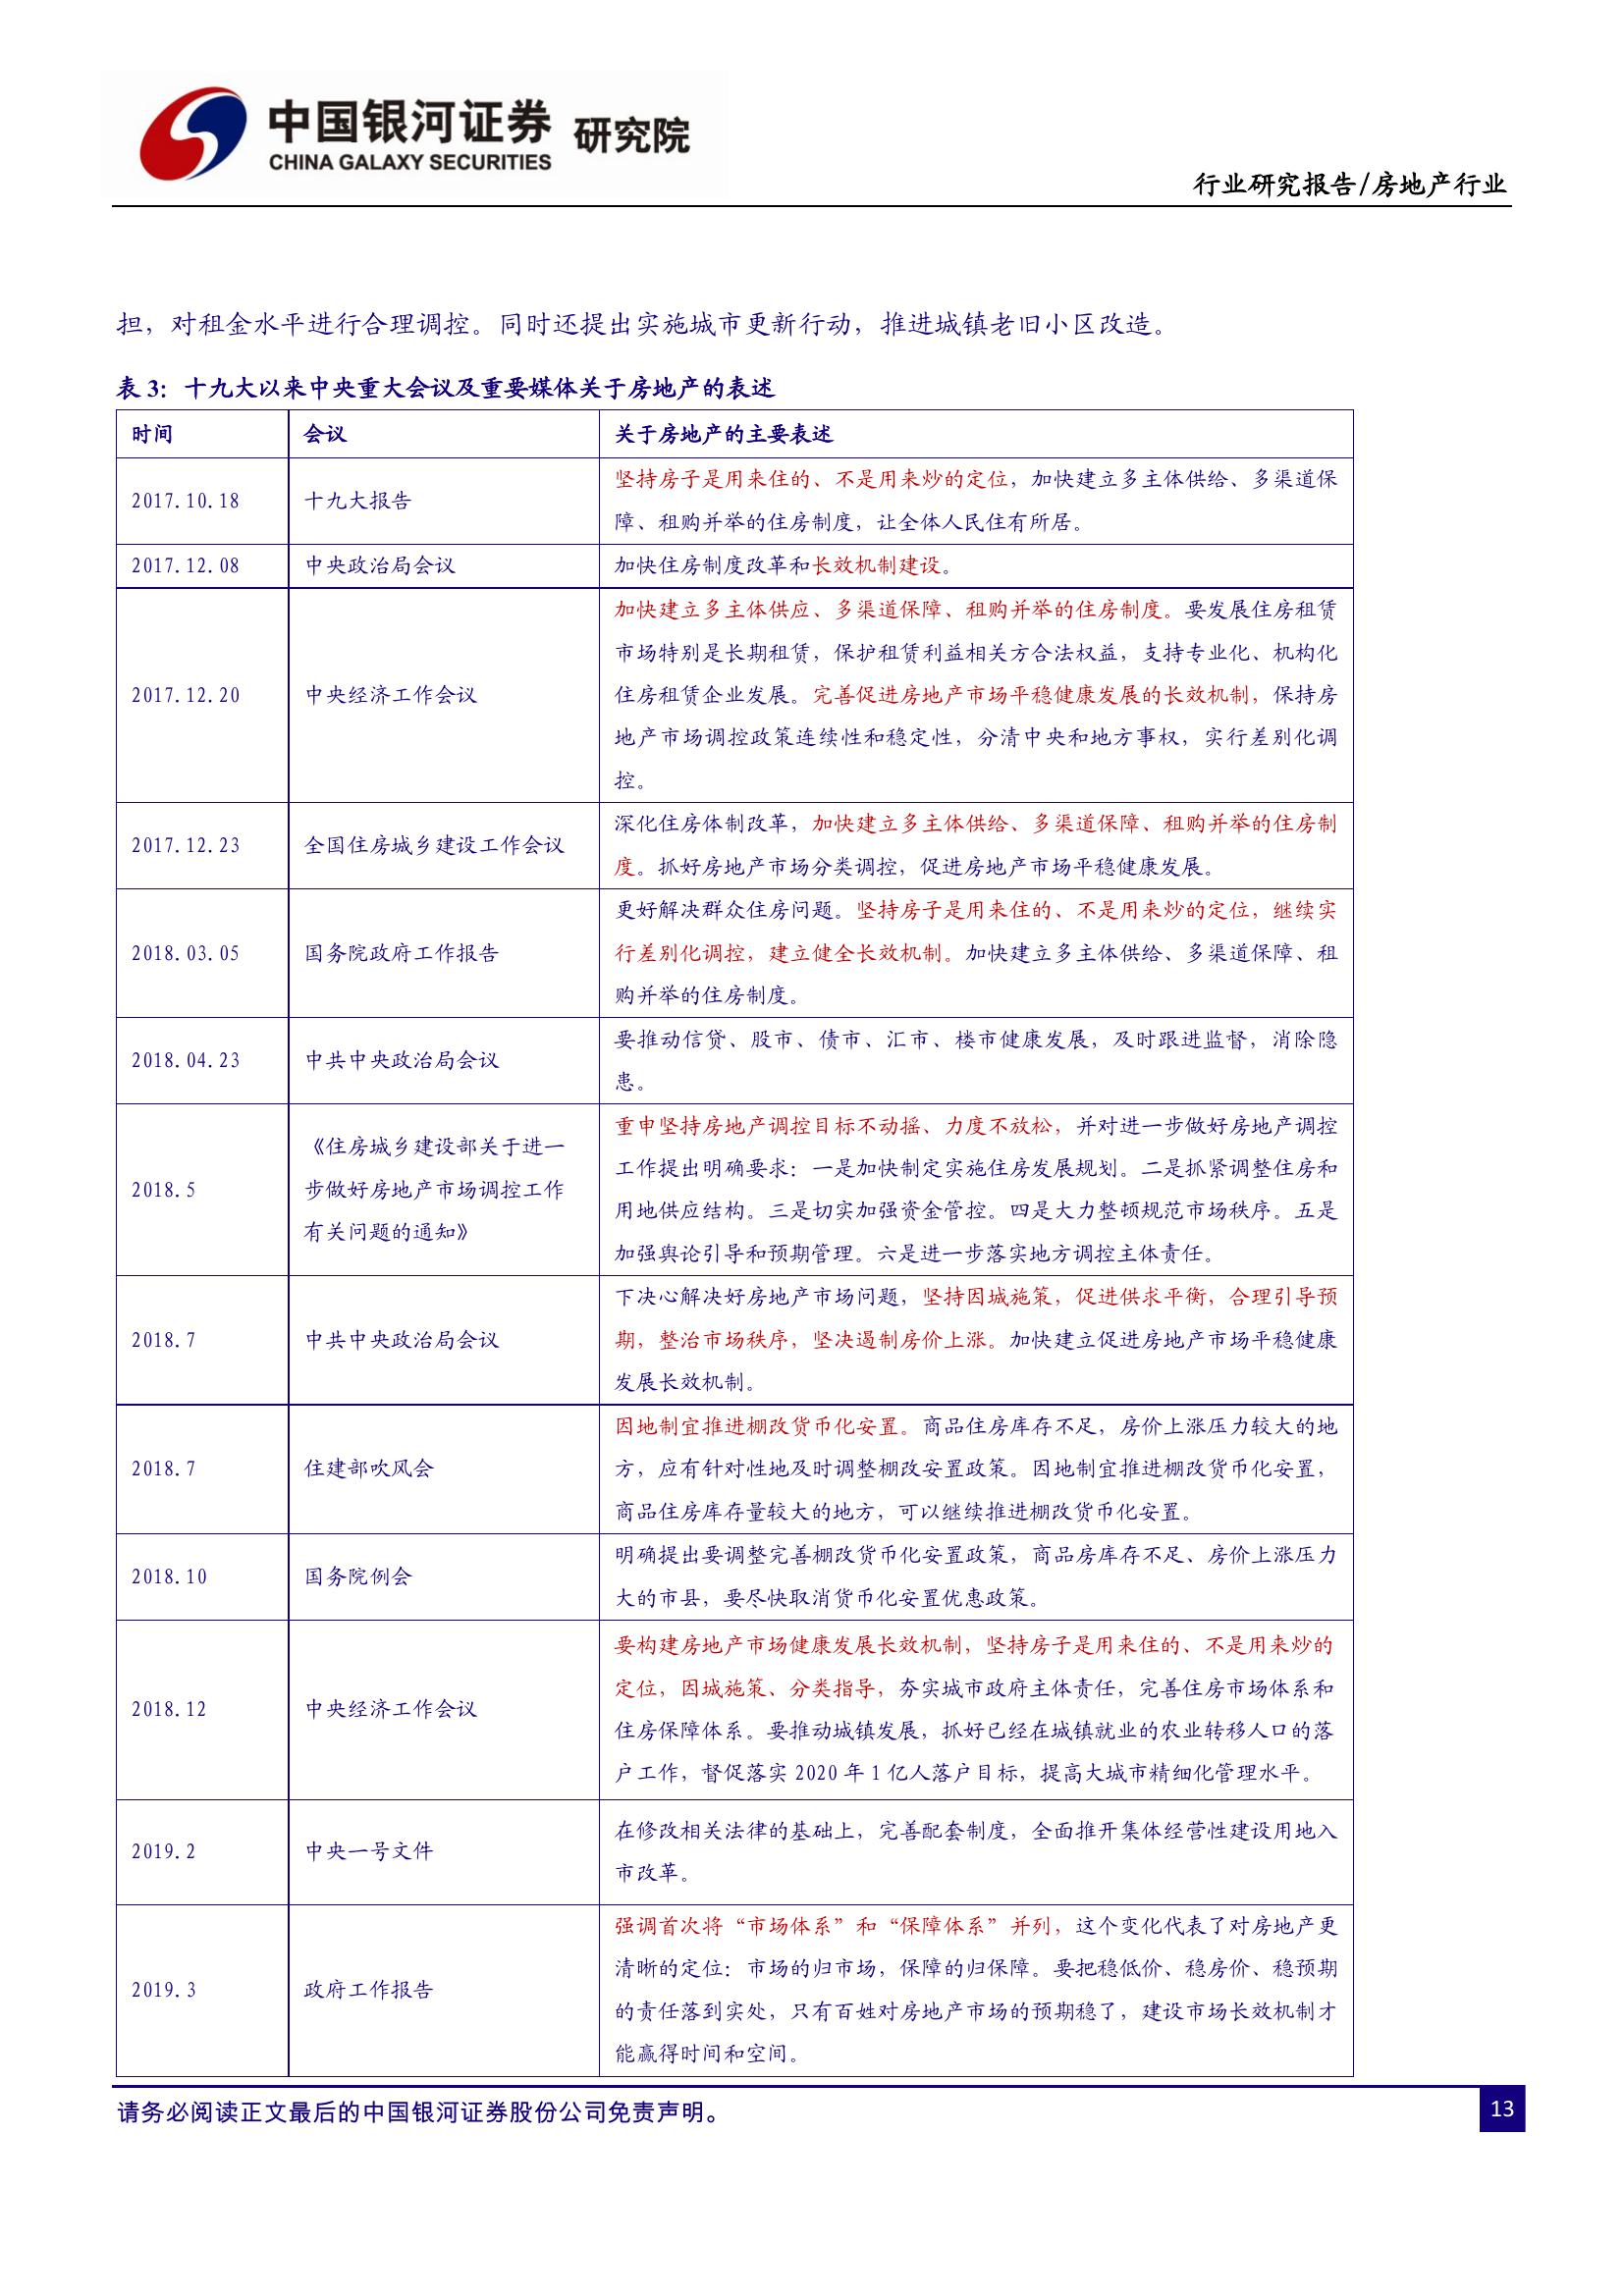 中国银河证券 研究院
CHINA GALAXY SECURITIES
行业研究报告/房地产行业
担，对租金水平进行合理调控。同时还提出实施城市更新行动，推进城镇老旧小区改造。
表 3：十九大以来中央重大会议及重要媒体关于房地产的表述
时间 会议 关于房地产的主要表述
2017.10.18 十九大报告
坚持房子是用来住的、不是用来炒的定位，加快建立多主体供给、多渠道保
障、租购并举的住房制度，让全体人民住有所居。
2017.12.08 中央政治局会议 加快住房制度改革和长效机制建设。
2017.12.20 中央经济工作会议
加快建立多主体供应、多渠道保障、租购并举的住房制度。要发展住房租赁
市场特别是长期租赁，保护租赁利益相关方合法权益，支持专业化、机构化
住房租赁企业发展。完善促进房地产市场平稳健康发展的长效机制，保持房
地产市场调控政策连续性和稳定性，分清中央和地方事权，实行差别化调
控。
2017.12.23 全国住房城乡建设工作会议
深化住房体制改革，加快建立多主体供给、多渠道保障、租购并举的住房制
度。抓好房地产市场分类调控，促进房地产市场平稳健康发展。
2018.03.05 国务院政府工作报告
更好解决群众住房问题。坚持房子是用来住的、不是用来炒的定位，继续实
行差别化调控，建立健全长效机制。加快建立多主体供给、多渠道保障、租
购并举的住房制度。
2018.04.23 中共中央政治局会议
要推动信贷、股市、债市、汇市、楼市健康发展，及时跟进监督，消除隐
患。
2018.5
《住房城乡建设部关于进一
步做好房地产市场调控工作
有关问题的通知》
重申坚持房地产调控目标不动摇、力度不放松，并对进一步做好房地产调控
工作提出明确要求：一是加快制定实施住房发展规划。二是抓紧调整住房和
用地供应结构。三是切实加强资金管控。四是大力整顿规范市场秩序。五是
加强舆论引导和预期管理。六是进一步落实地方调控主体责任。
2018.7 中共中央政治局会议
下决心解决好房地产市场问题，坚持因城施策，促进供求平衡，合理引导预
期，整治市场秩序，坚决遏制房价上涨。加快建立促进房地产市场平稳健康
发展长效机制。
2018.7 住建部吹风会
因地制宜推进棚改货币化安置。商品住房库存不足，房价上涨压力较大的地
方，应有针对性地及时调整棚改安置政策。因地制宜推进棚改货币化安置，
商品住房库存量较大的地方，可以继续推进棚改货币化安置。
2018.10 国务院例会
明确提出要调整完善棚改货币化安置政策，商品房库存不足、房价上涨压力
大的市县，要尽快取消货币化安置优惠政策。
2018.12 中央经济工作会议
要构建房地产市场健康发展长效机制，坚持房子是用来住的、不是用来炒的
定位，因城施策、分类指导，夯实城市政府主体责任，完善住房市场体系和
住房保障体系。要推动城镇发展，抓好已经在城镇就业的农业转移人口的落
户工作，督促落实 2020 年 1 亿人落户目标，提高大城市精细化管理水平。
2019.2 中央一号文件
在修改相关法律的基础上，完善配套制度，全面推开集体经营性建设用地入
市改革。
2019.3 政府工作报告
强调首次将“市场体系”和“保障体系”并列，这个变化代表了对房地产更
清晰的定位：市场的归市场，保障的归保障。要把稳低价、稳房价、稳预期
的责任落到实处，只有百姓对房地产市场的预期稳了，建设市场长效机制才
能赢得时间和空间。
请务必阅读正文最后的中国银河证券股份公司免责声明。
13